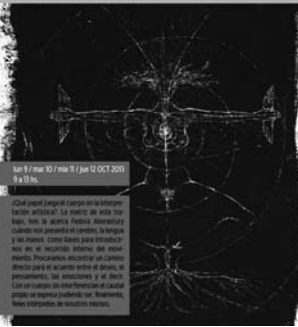 lun 9 / mar 10 / mie 11 / jue 12 OCT 2013
9 a 13 hs.
¿Qué papel juega el cuerpo en la interpre-
tación artística?. La matriz de este tra-
bajo, nos la acerca Fedora Aberastury
cuándo nos presenta el cerebro, la lengua
y las manos como llaves para introducir-
nos en el recorrido interno del movi-
miento. Procuramos encontrar un camino
directo para el acuerdo entre el deseo, el
pensamiento, las emociones y el decir.
Con un cuerpo sin interferencias el caudal
propio se expresa pudiendo ser, finalmente,
fieles intérpretes de nosotros mismos.